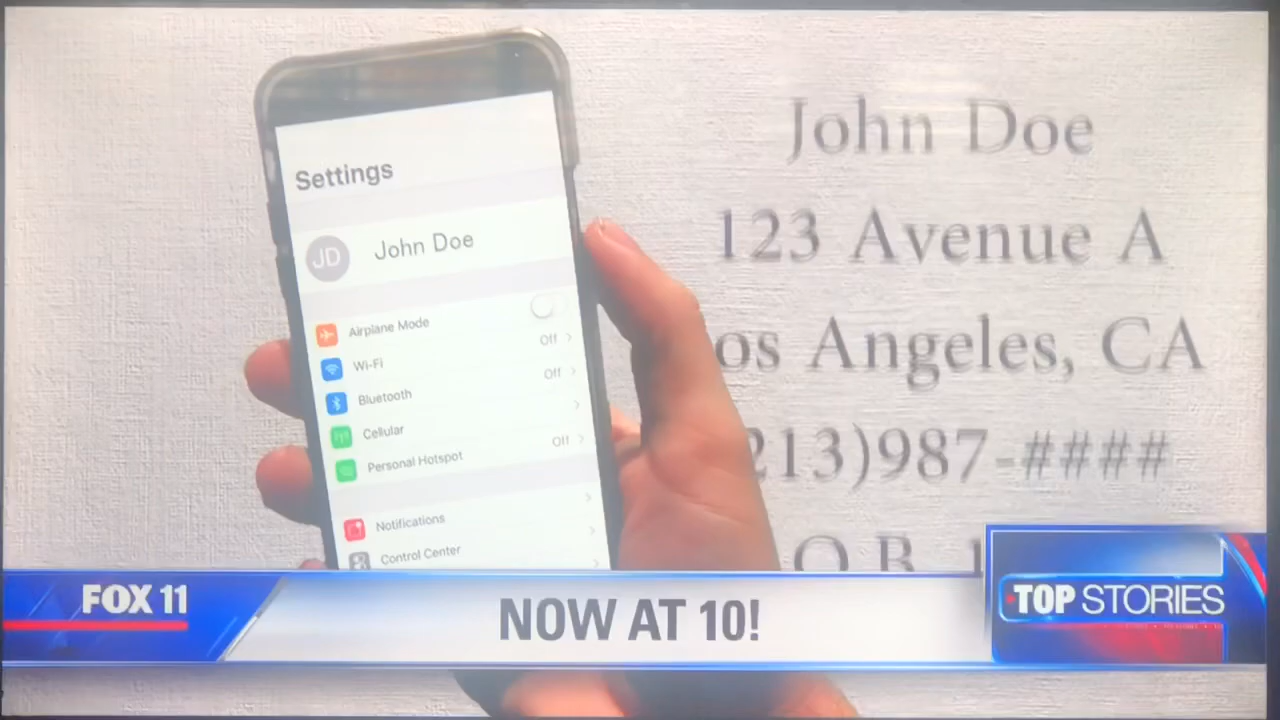 Settings
JD
John Doe
Airplane Mode
Wi-Fi
Off
Bluetooth
Off
Cellular
Personal Hotspot
Off
Notifications
Control Center
John Doe
123 Avenue A
os Angeles, CA
213)987-####
O.B. 1
FOX 11
NOW AT 10!
TOP STORIES